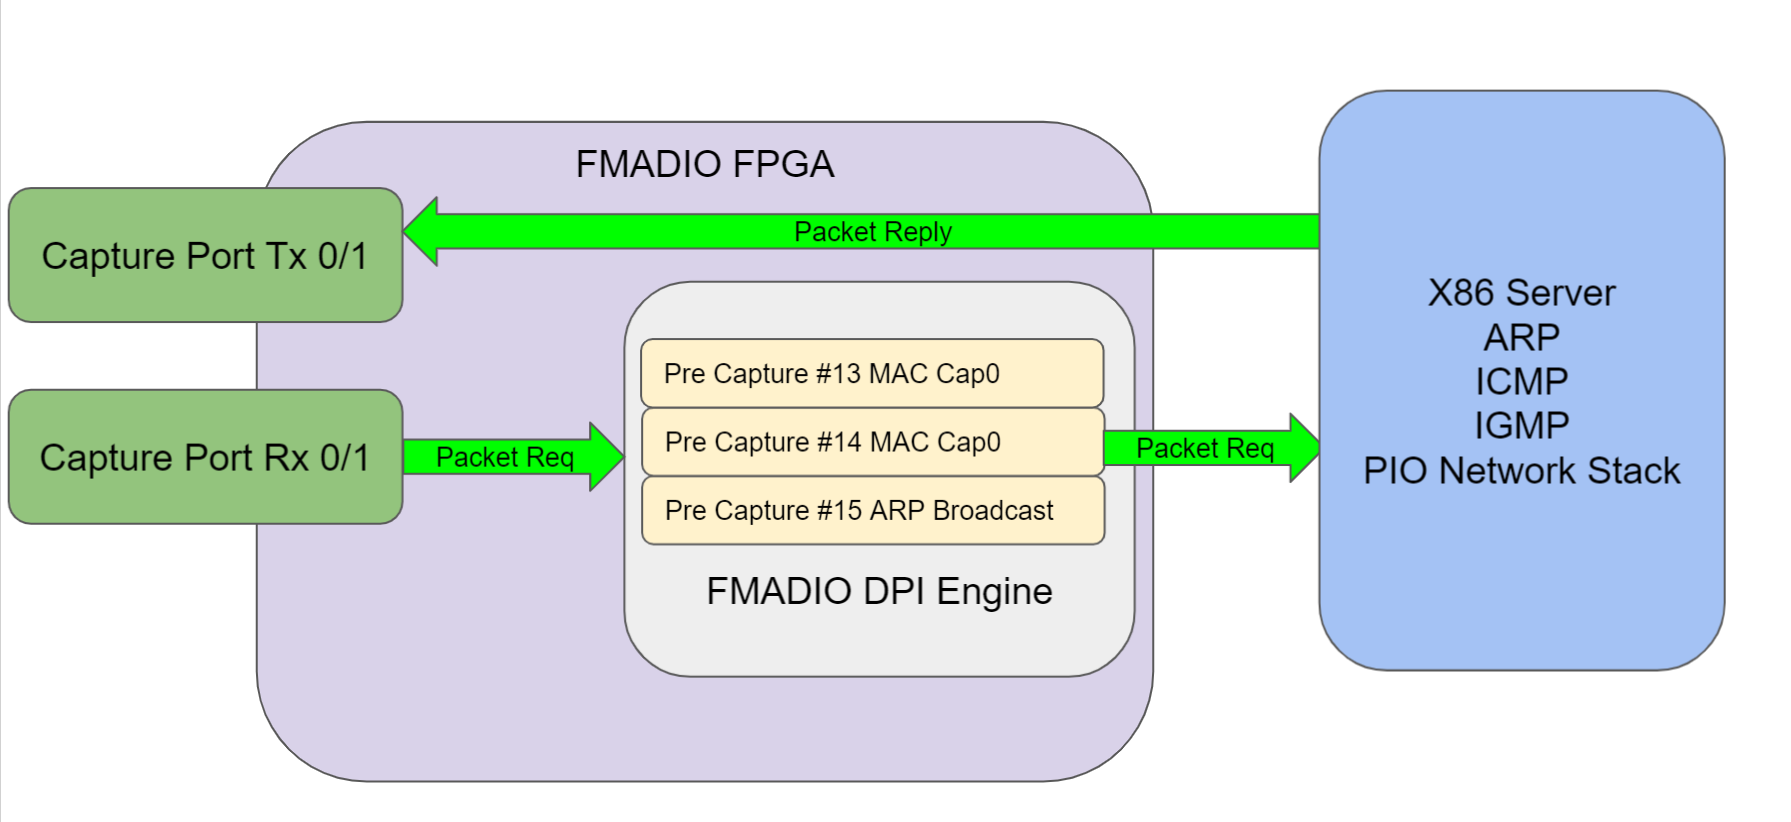 FMADIO FPGA
Capture Port Tx 0/1
Packet Reply
Capture Port Rx 0/1
Packet Req
Pre Capture #13 MAC Cap0
Pre Capture #14 MAC Cap0
Pre Capture #15 ARP Broadcast
FMADIO DPI Engine
Packet Req
X86 Server
ARP
ICMP
IGMP
PIO Network Stack